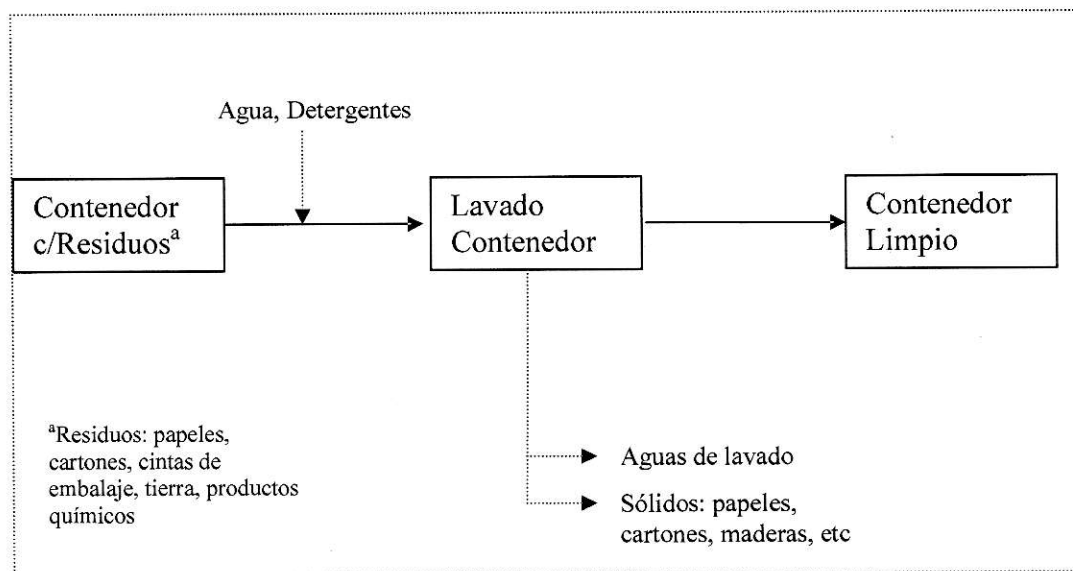 Agua, Detergentes
Contenedor
c/Residuosᵃ
Lavado
Contenedor
Contenedor
Limpio
ᵃResiduos: papeles,
cartones, cintas de
embalaje, tierra, productos
químicos
Aguas de lavado
Sólidos: papeles,
cartones, maderas, etc